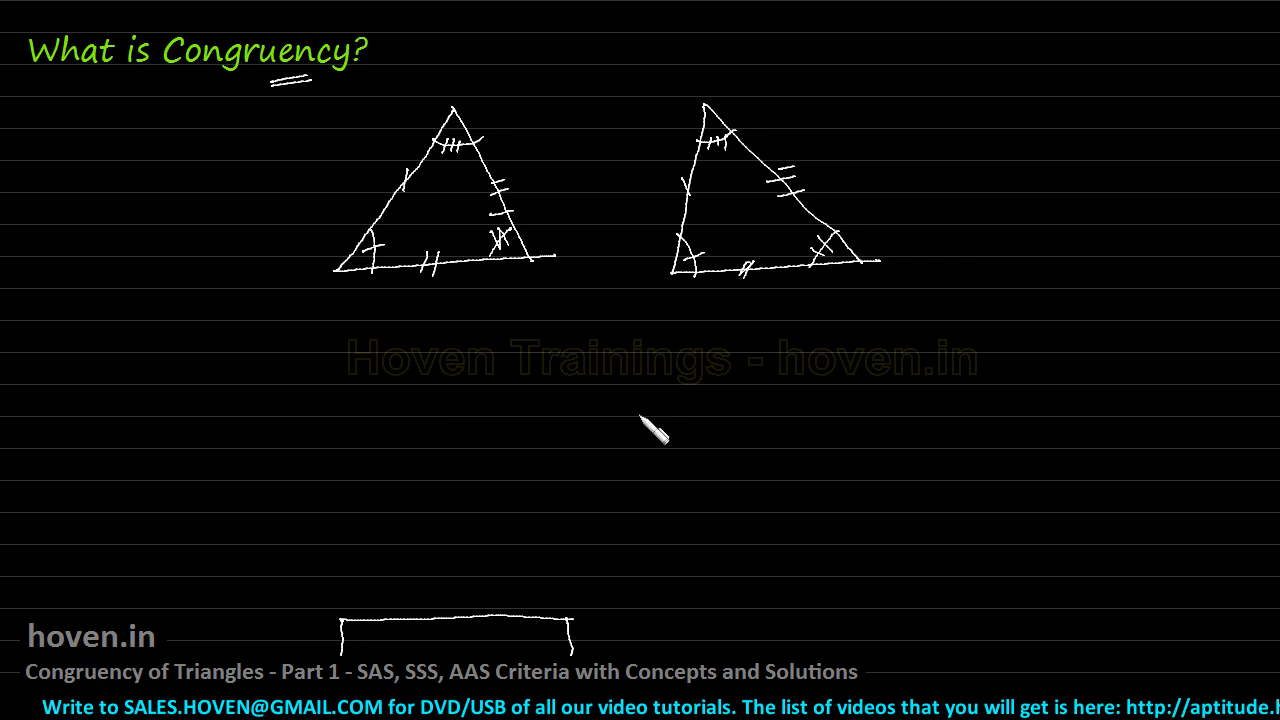 What is Congruency?
Hoven Trainings - hoven.in
hoven.in
Congruency of Triangles - Part 1 - SAS, SSS, AAS Criteria with Concepts and Solutions
Write to SALES.HOVEN@GMAIL.COM for DVD/USB of all our video tutorials. The list of videos that you will get is here: http://aptitude.h